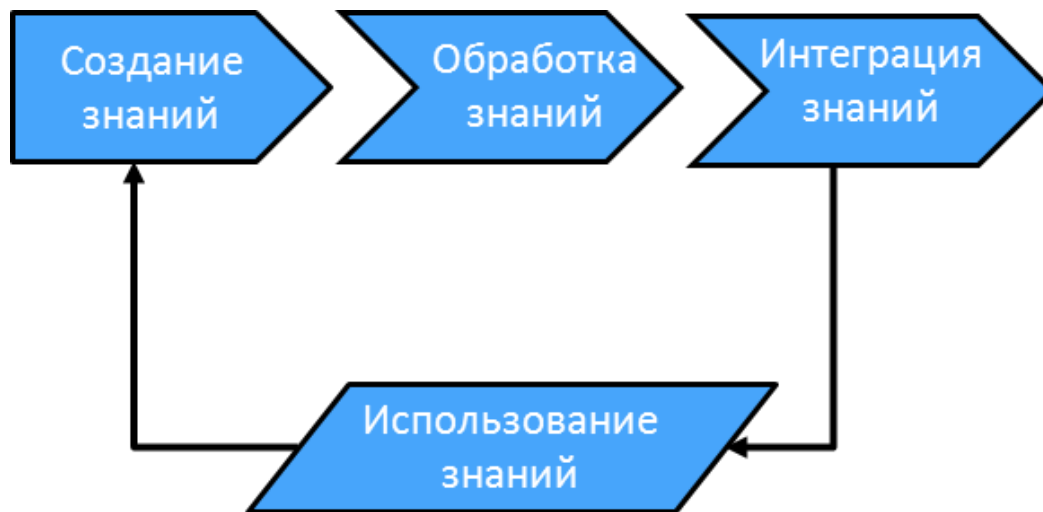 Создание
знаний
Обработка
знаний
Интеграция
знаний
Использование
знаний